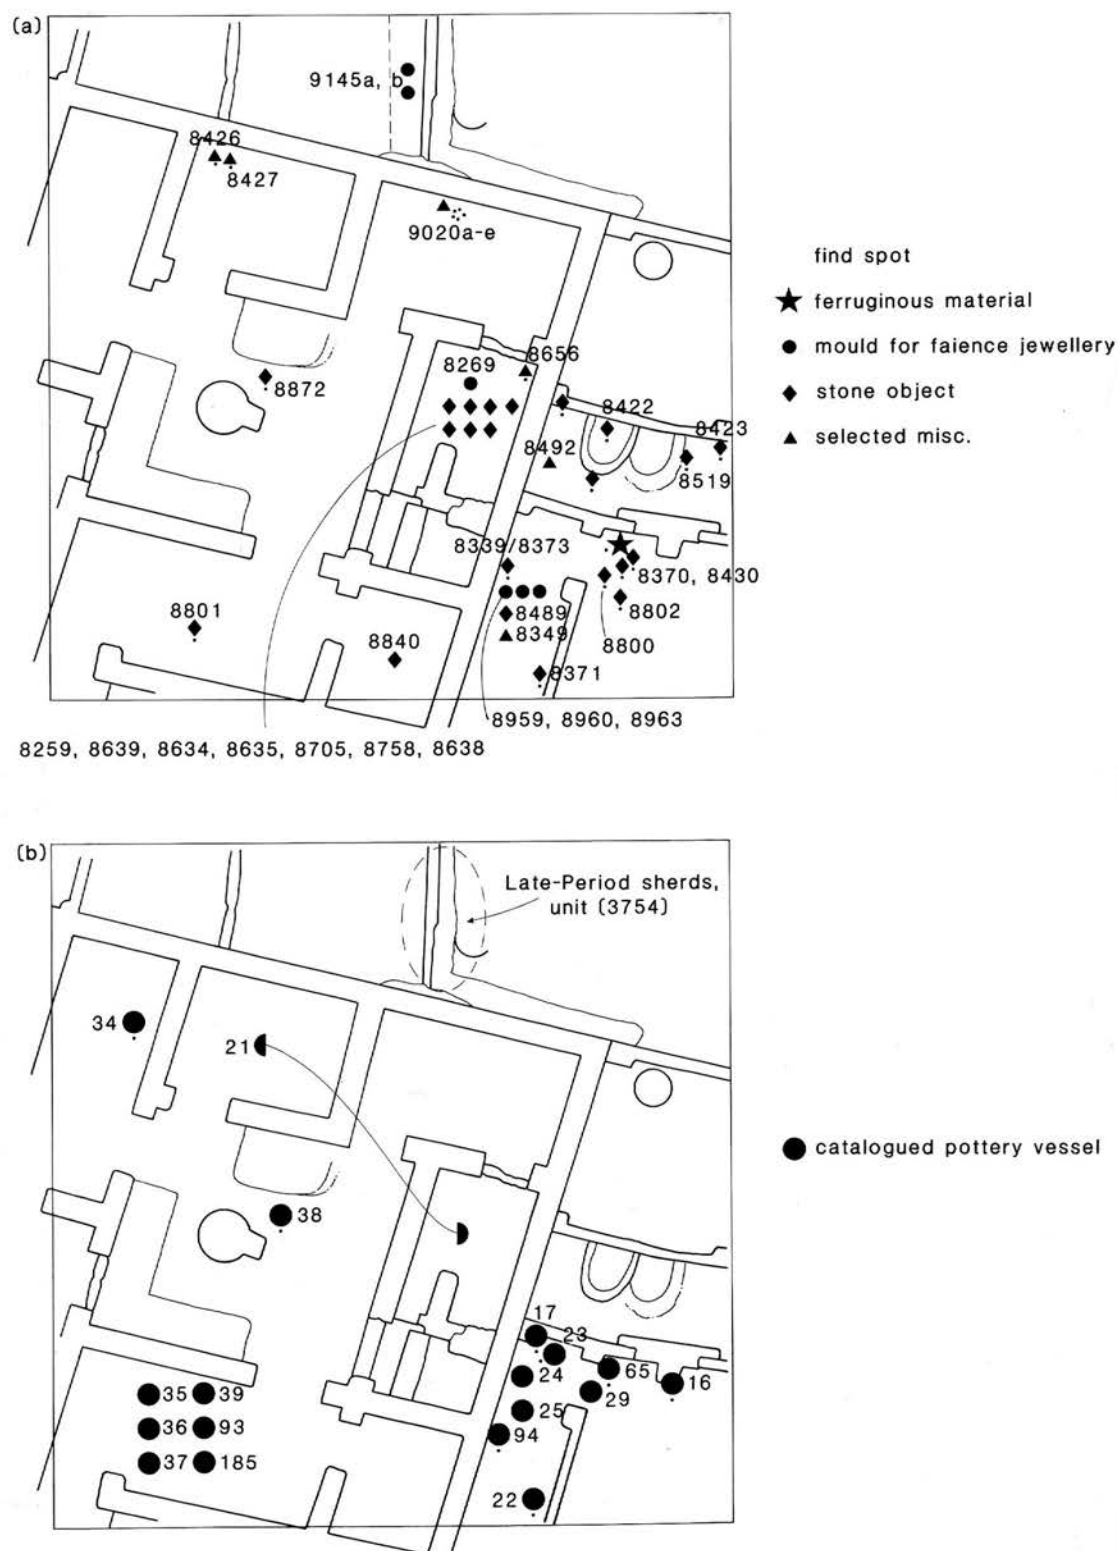 (a)
9145a, b
8426
8427
9020a-e
find spot
ferruginous material
mould for faience jewellery
stone object
selected misc.
8656
8269
8872
8422
8423
8492
8519
8339/8373
8370, 8430
8801
8489
8802
8840
8349
8800
8371
8959, 8960, 8963
8259, 8639, 8634, 8635, 8705, 8758, 8638
(b)
Late-Period sherds,
unit (3754)
34
21
catalogued pottery vessel
38
17
23
65
24
16
35
39
29
25
36
93
94
37
185
22